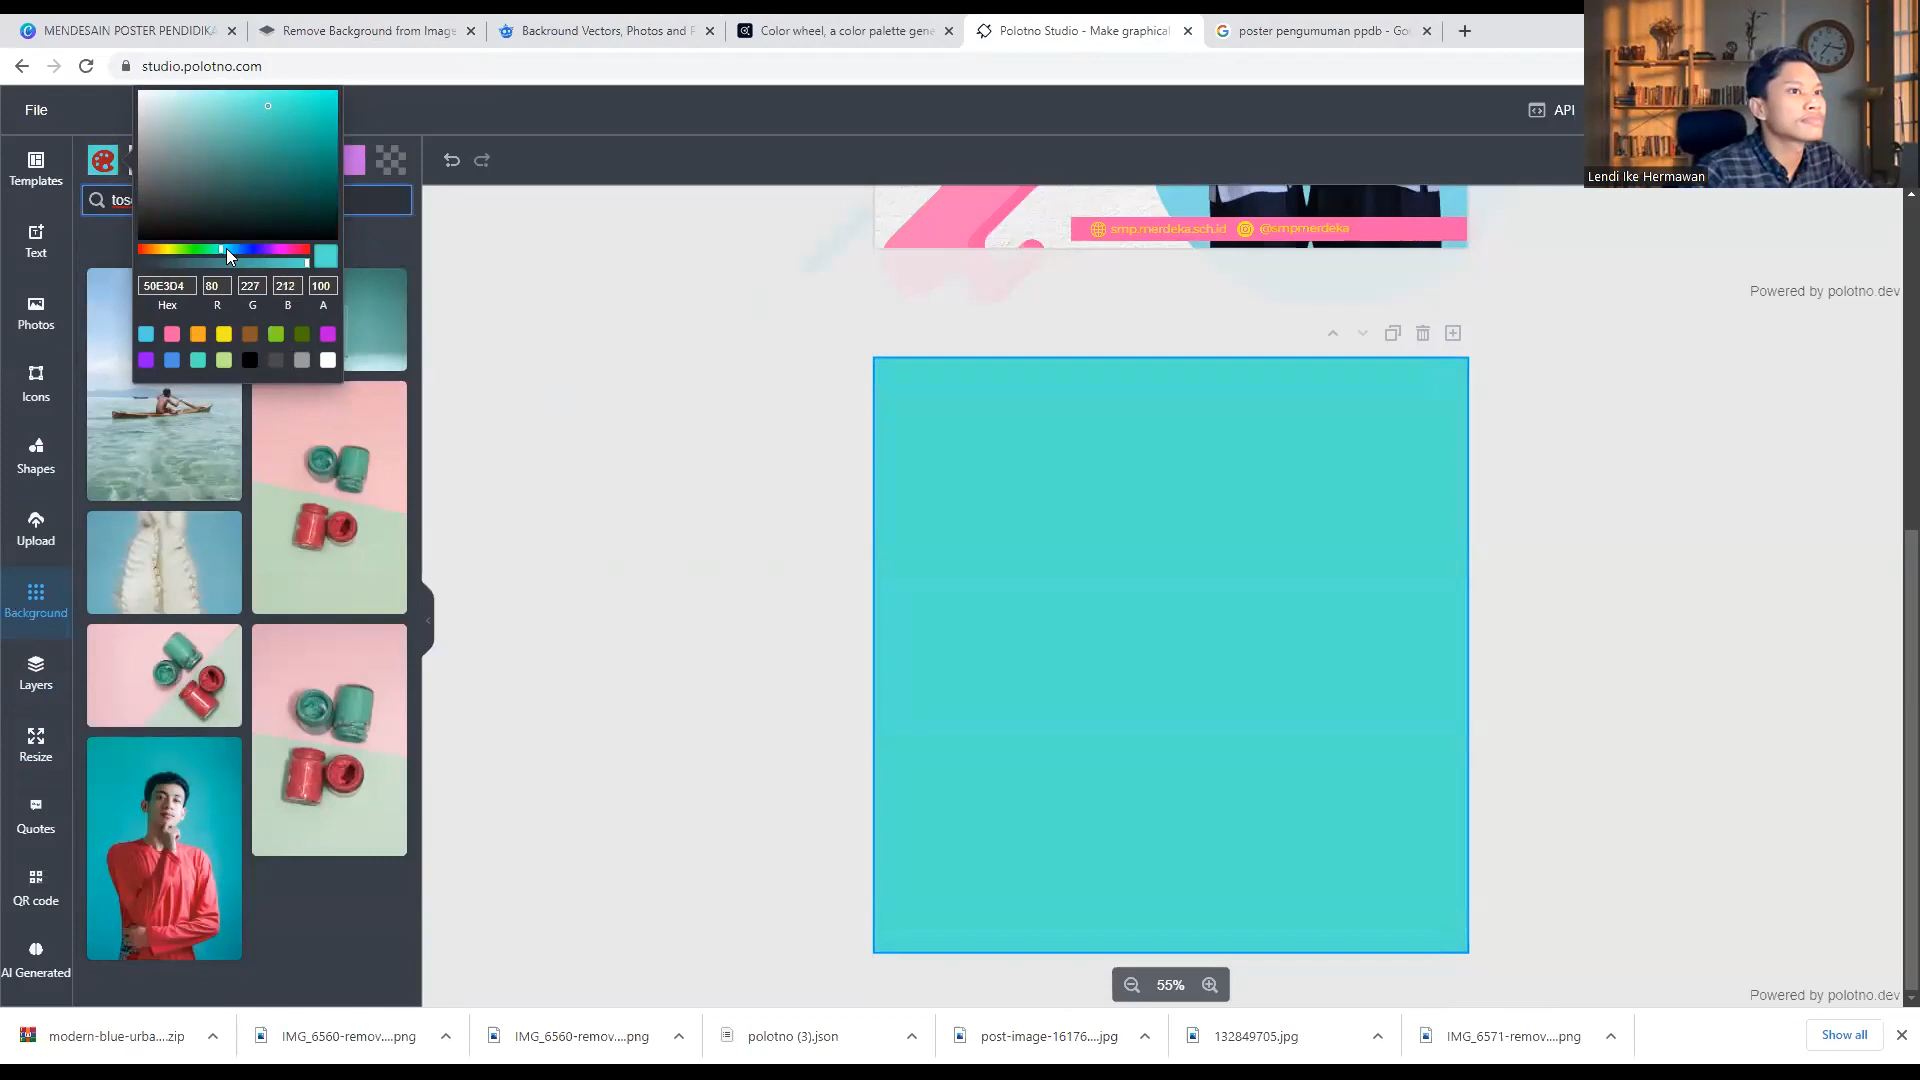 MENDESAIN POSTER PENDIDIKA
Remove Background from Image
Backround Vectors, Photos and F
Color wheel, a color palette gene
Polotno Studio - Make graphical
poster pengumuman ppdb - Go
studio.polotno.com
Lendi Ike Hermawan
File
API
Templates
tos
Text
Photos
Icons
Shapes
Upload
Background
Layers
Resize
Quotes
QR code
AI Generated
50E3D4
80
227
212
100
Hex
R
G
B
A
smp.merdeka.sch.id
@smpmerdeka
Powered by polotno.dev
55%
Powered by polotno.dev
modern-blue-urba....zip
IMG_6560-remov....png
IMG_6560-remov....png
polotno (3).json
post-image-16176....jpg
132849705.jpg
IMG_6571-remov....png
Show all